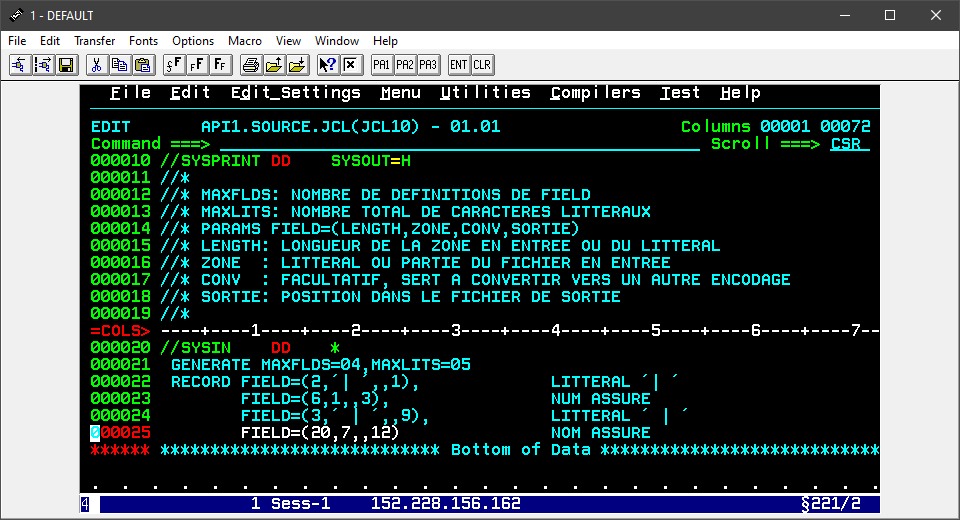 1 - DEFAULT
File Edit Transfer Fonts Options Macro View Window Help
PA1 PA2 PA3 ENT CLR
File Edit Edit_Settings Menu Utilities Compilers Test Help
EDIT API1.SOURCE.JCL(JCL10) - 01.01 Columns 00001 00072
Command ===> Scroll ===> CSR
000010 //SYSPRINT DD SYSOUT=H
000011 //*
000012 //* MAXFLDS: NOMBRE DE DEFINITIONS DE FIELD
000013 //* MAXLITS: NOMBRE TOTAL DE CARACTERES LITTERAUX
000014 //* PARAMS FIELD=(LENGTH,ZONE,CONV,SORTIE)
000015 //* LENGTH: LONGUEUR DE LA ZONE EN ENTREE OU DU LITTERAL
000016 //* ZONE  : LITTERAL OU PARTIE DU FICHIER EN ENTREE
000017 //* CONV  : FACULTATIF, SERT A CONVERTIR VERS UN AUTRE ENCODAGE
000018 //* SORTIE: POSITION DANS LE FICHIER DE SORTIE
000019 //*
=COLS> ----+----1----+----2----+----3----+----4----+----5----+----6----+----7--
000020 //SYSIN    DD    *
000021  GENERATE MAXFLDS=04,MAXLITS=05
000022  RECORD FIELD=(2,´| ´,,1),             LITTERAL ´| ´
000023         FIELD=(6,1,,3),                NUM ASSURE
000024         FIELD=(3,´ | ´,,9),            LITTERAL ´ | ´
000025         FIELD=(20,7,,12)               NOM ASSURE
****** **************************** Bottom of Data ****************************
. . . . . . . . . . . . . . . . . . . . . . . . . . . .
4 1 Sess-1 152.228.156.162 §221/2